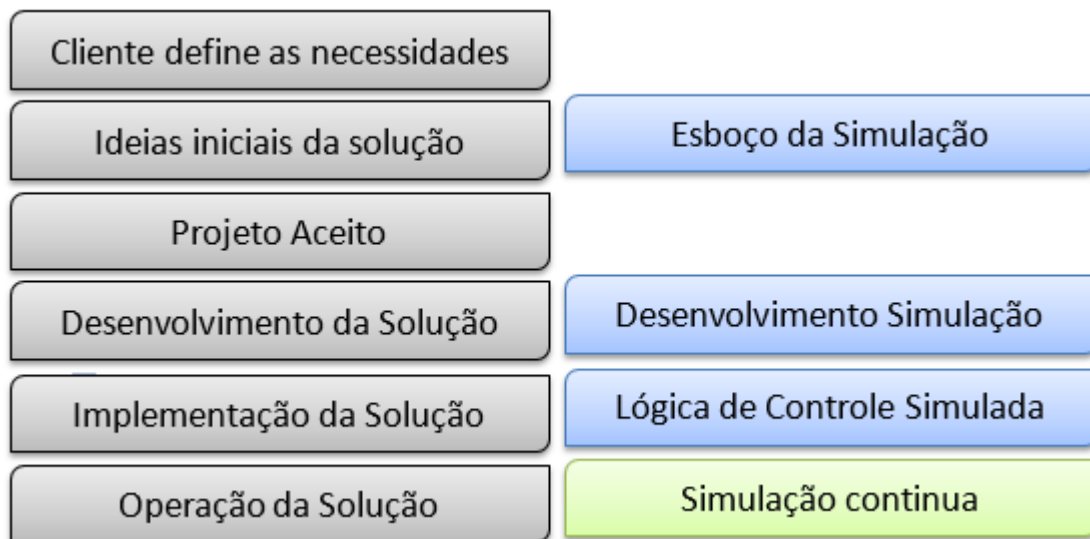 Cliente define as necessidades
Ideias iniciais da solução
Esboço da Simulação
Projeto Aceito
Desenvolvimento da Solução
Desenvolvimento Simulação
Implementação da Solução
Lógica de Controle Simulada
Operação da Solução
Simulação continua